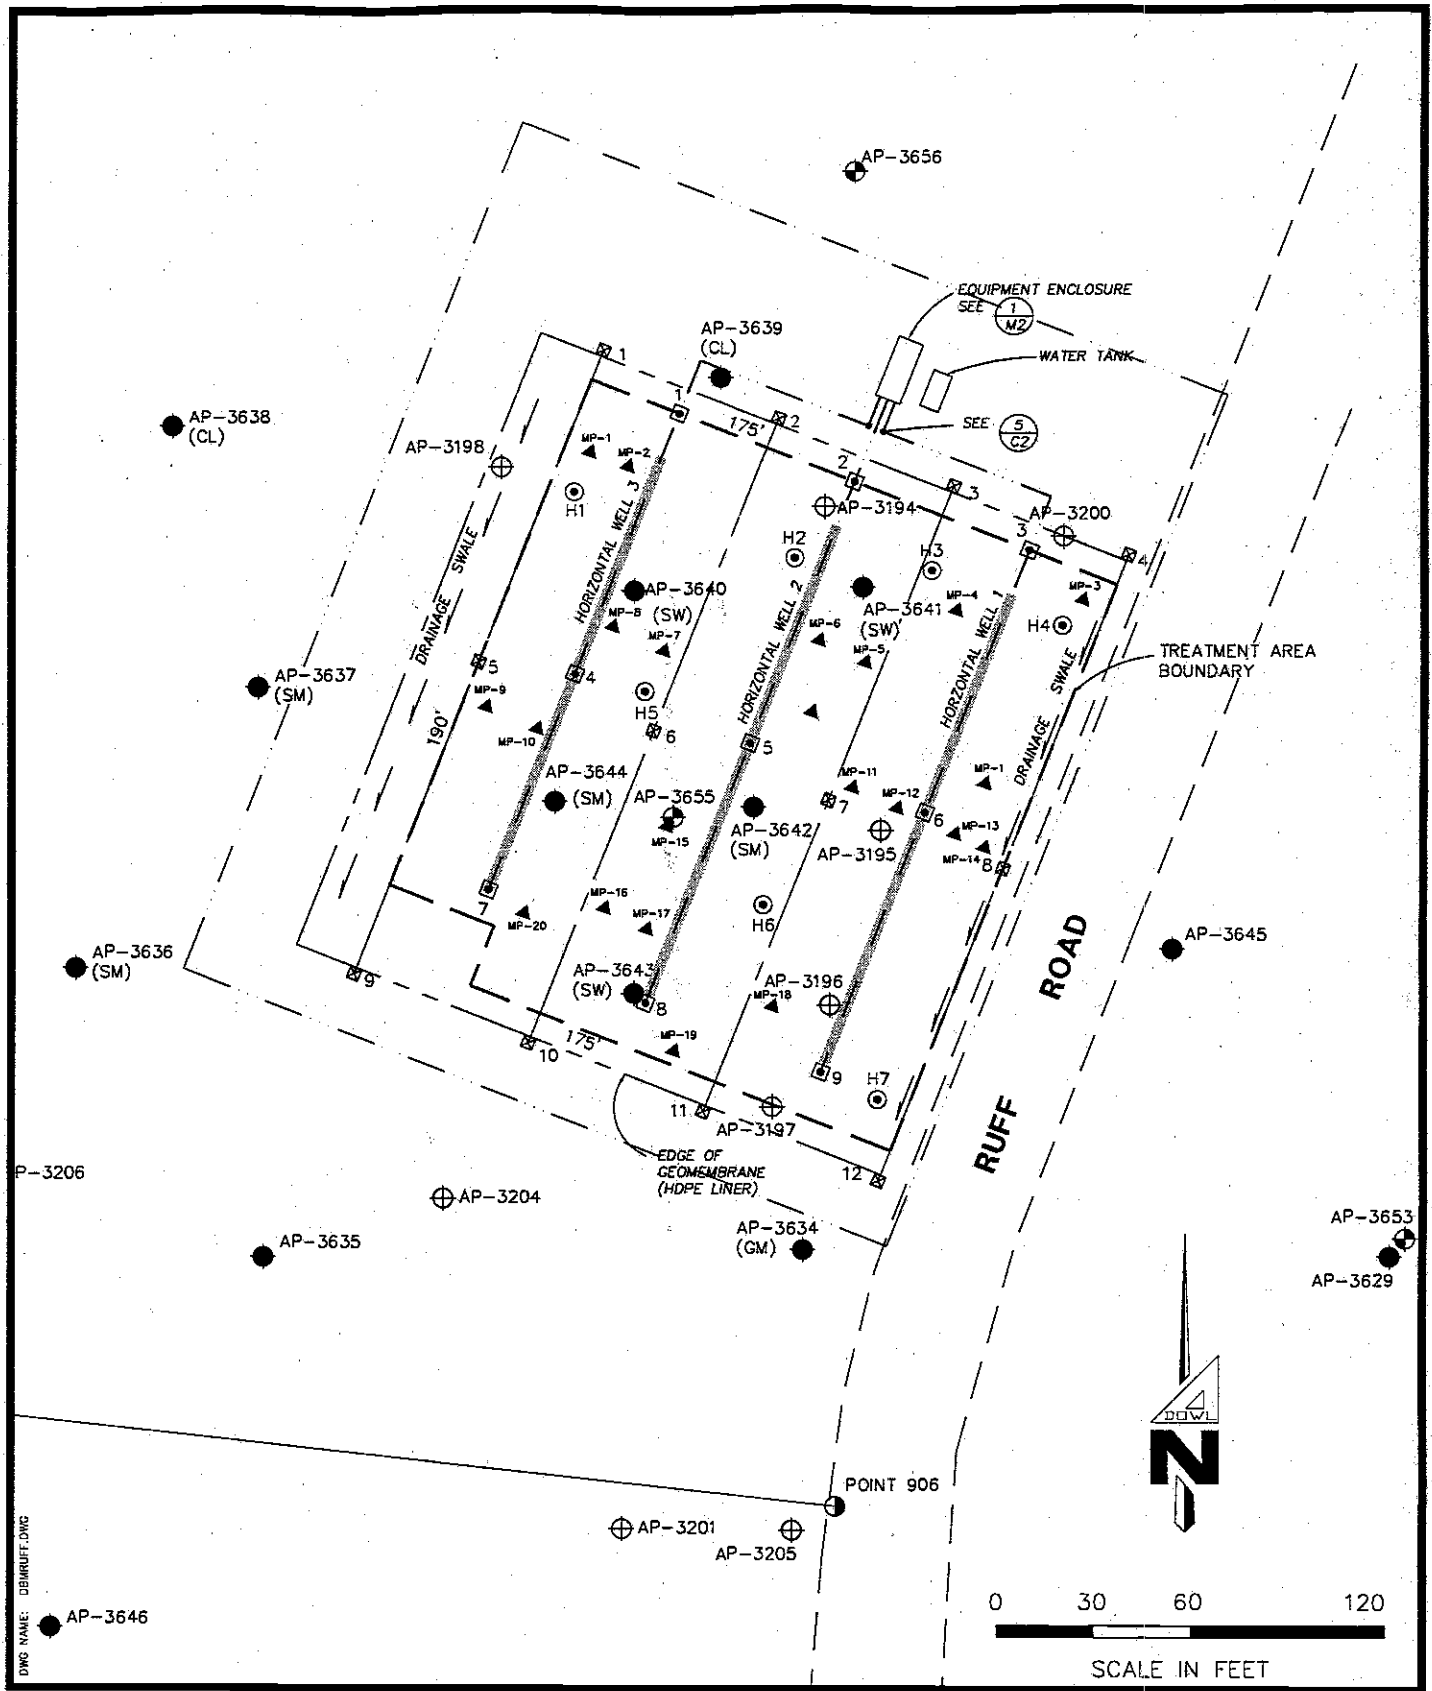 AP-3656
EQUIPMENT ENCLOSURE
SEE
1
M2
AP-3639
(CL)
WATER TANK
1
1
175'
2
SEE
5
C2
AP-3638
(CL)
AP-3198
MP-1
MP-2
2
3
H1
AP-3194
AP-3200
3
4
HORIZONTAL WELL 3
DRAINAGE SWALE
H2
H3
AP-3640
(SW)
AP-3641
(SW)
MP-3
MP-4
H4
HORIZONTAL WELL 2
HORZONTAL WELL 1
MP-8
MP-7
MP-6
MP-5
TREATMENT AREA
BOUNDARY
DRAINAGE SWALE
AP-3637
(SM)
5
4
MP-9
H5
190'
MP-10
6
5
AP-3644
(SM)
AP-3655
MP-11
MP-1
7
MP-12
6
MP-13
MP-15
AP-3642
(SM)
AP-3195
MP-14
8
7
MP-20
MP-16
MP-17
H6
ROAD
AP-3645
AP-3636
(SM)
9
AP-3643
(SW)
8
AP-3196
MP-18
10
175'
MP-19
9
H7
11
AP-3197
RUFF
EDGE OF
GEOMEMBRANE
(HDPE LINER)
12
P-3206
AP-3204
AP-3635
AP-3634
(GM)
AP-3653
AP-3629
DOWL
N
POINT 906
AP-3201
AP-3205
AP-3646
0 30 60 120
SCALE IN FEET
DWG NAME: DBMRUFF.DWG